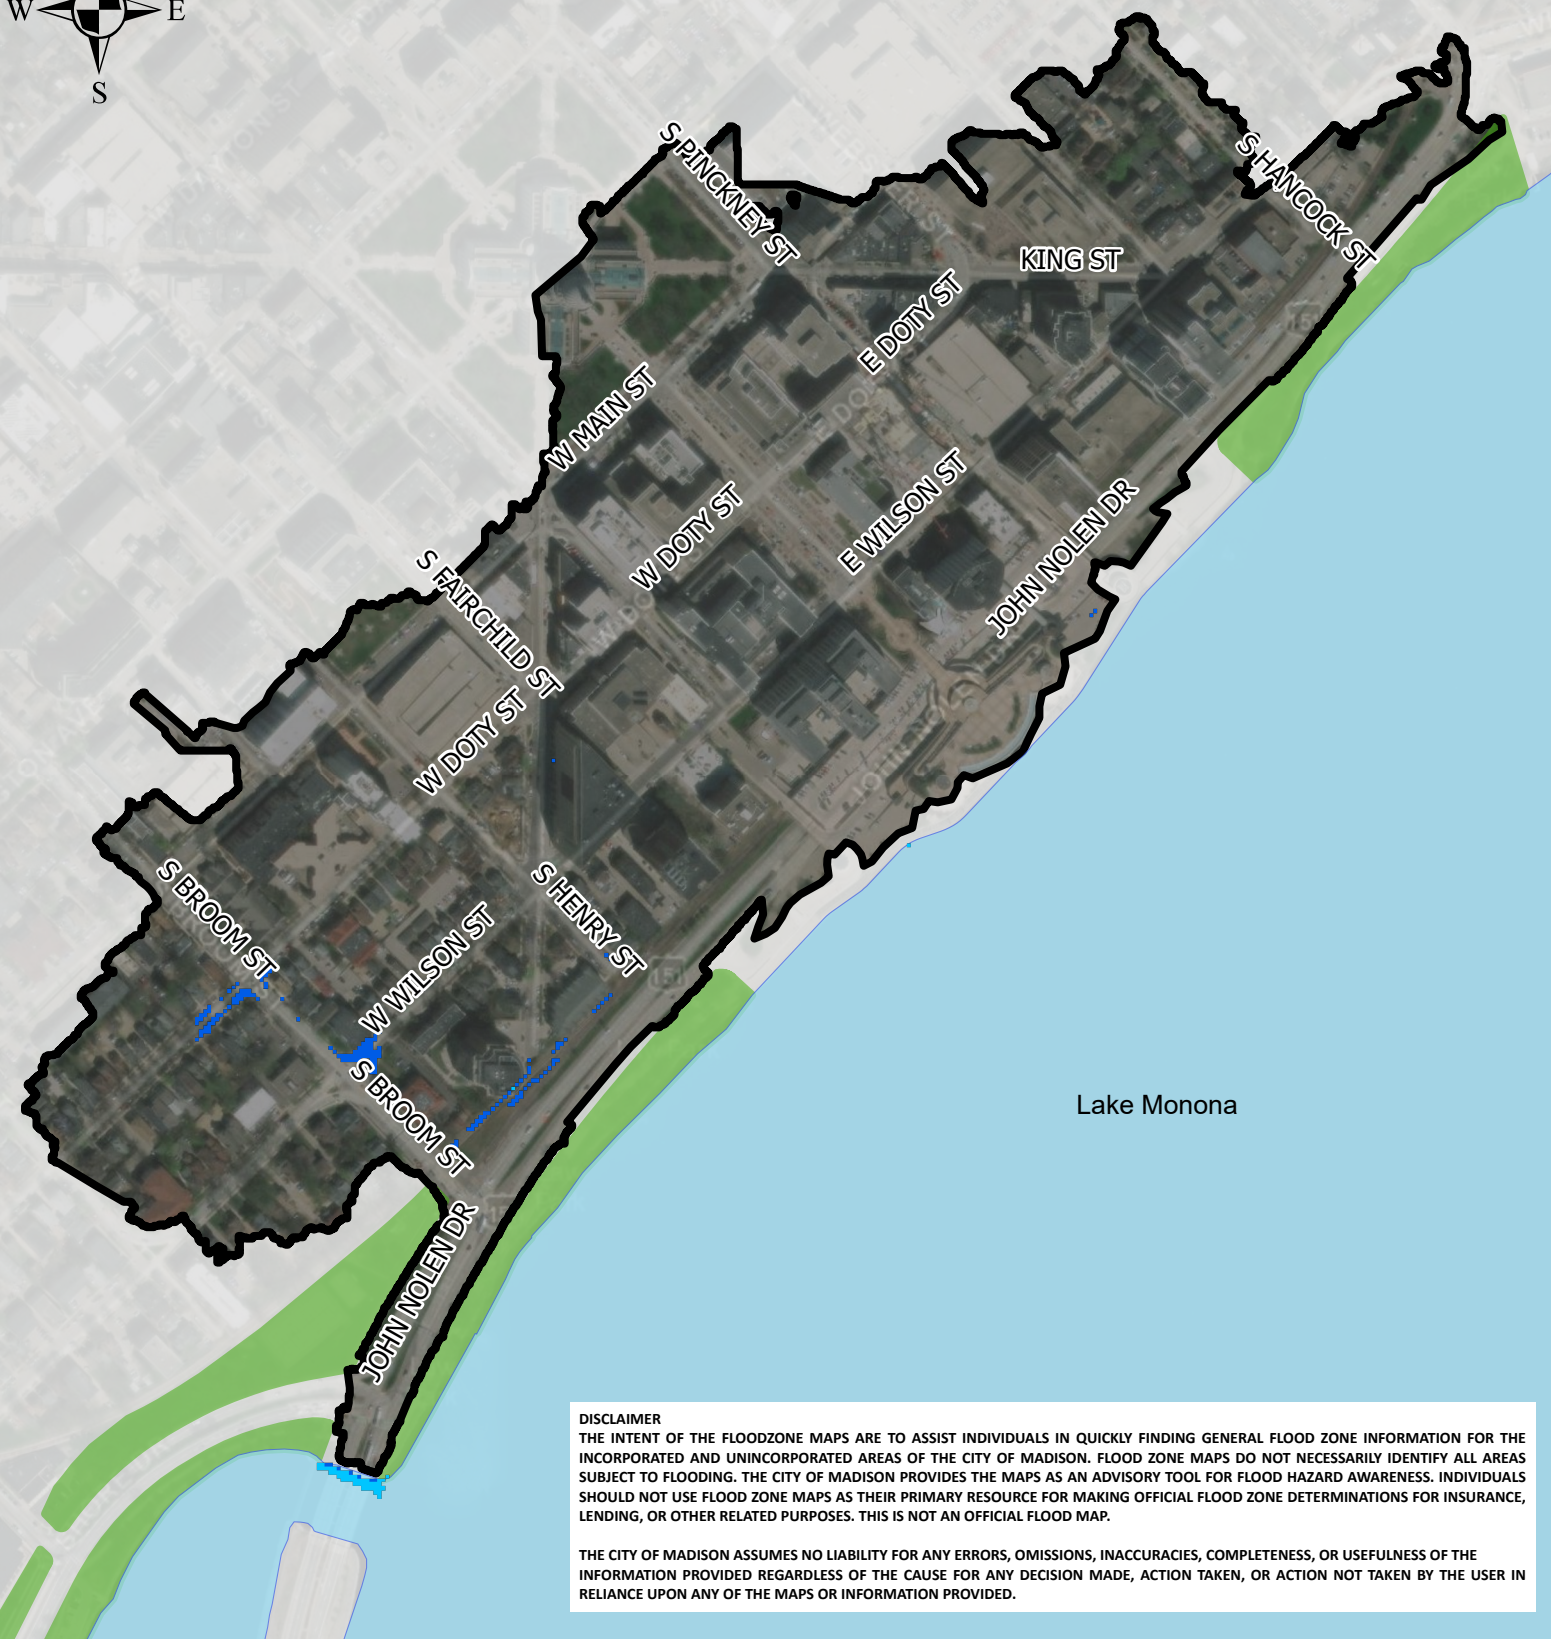 W E
S
S PINCKNEY ST
S HANCOCK ST
KING ST
E DOTY ST
W MAIN ST
W DOTY ST
E WILSON ST
JOHN NOLEN DR
S FAIRCHILD ST
W DOTY ST
S BROOM ST
S HENRY ST
W WILSON ST
151
S BROOM ST
Lake Monona
JOHN NOLEN DR
DISCLAIMER
THE INTENT OF THE FLOODZONE MAPS ARE TO ASSIST INDIVIDUALS IN QUICKLY FINDING GENERAL FLOOD ZONE INFORMATION FOR THE
INCORPORATED AND UNINCORPORATED AREAS OF THE CITY OF MADISON. FLOOD ZONE MAPS DO NOT NECESSARILY IDENTIFY ALL AREAS
SUBJECT TO FLOODING. THE CITY OF MADISON PROVIDES THE MAPS AS AN ADVISORY TOOL FOR FLOOD HAZARD AWARENESS. INDIVIDUALS
SHOULD NOT USE FLOOD ZONE MAPS AS THEIR PRIMARY RESOURCE FOR MAKING OFFICIAL FLOOD ZONE DETERMINATIONS FOR INSURANCE,
LENDING, OR OTHER RELATED PURPOSES. THIS IS NOT AN OFFICIAL FLOOD MAP.
THE CITY OF MADISON ASSUMES NO LIABILITY FOR ANY ERRORS, OMISSIONS, INACCURACIES, COMPLETENESS, OR USEFULNESS OF THE
INFORMATION PROVIDED REGARDLESS OF THE CAUSE FOR ANY DECISION MADE, ACTION TAKEN, OR ACTION NOT TAKEN BY THE USER IN
RELIANCE UPON ANY OF THE MAPS OR INFORMATION PROVIDED.